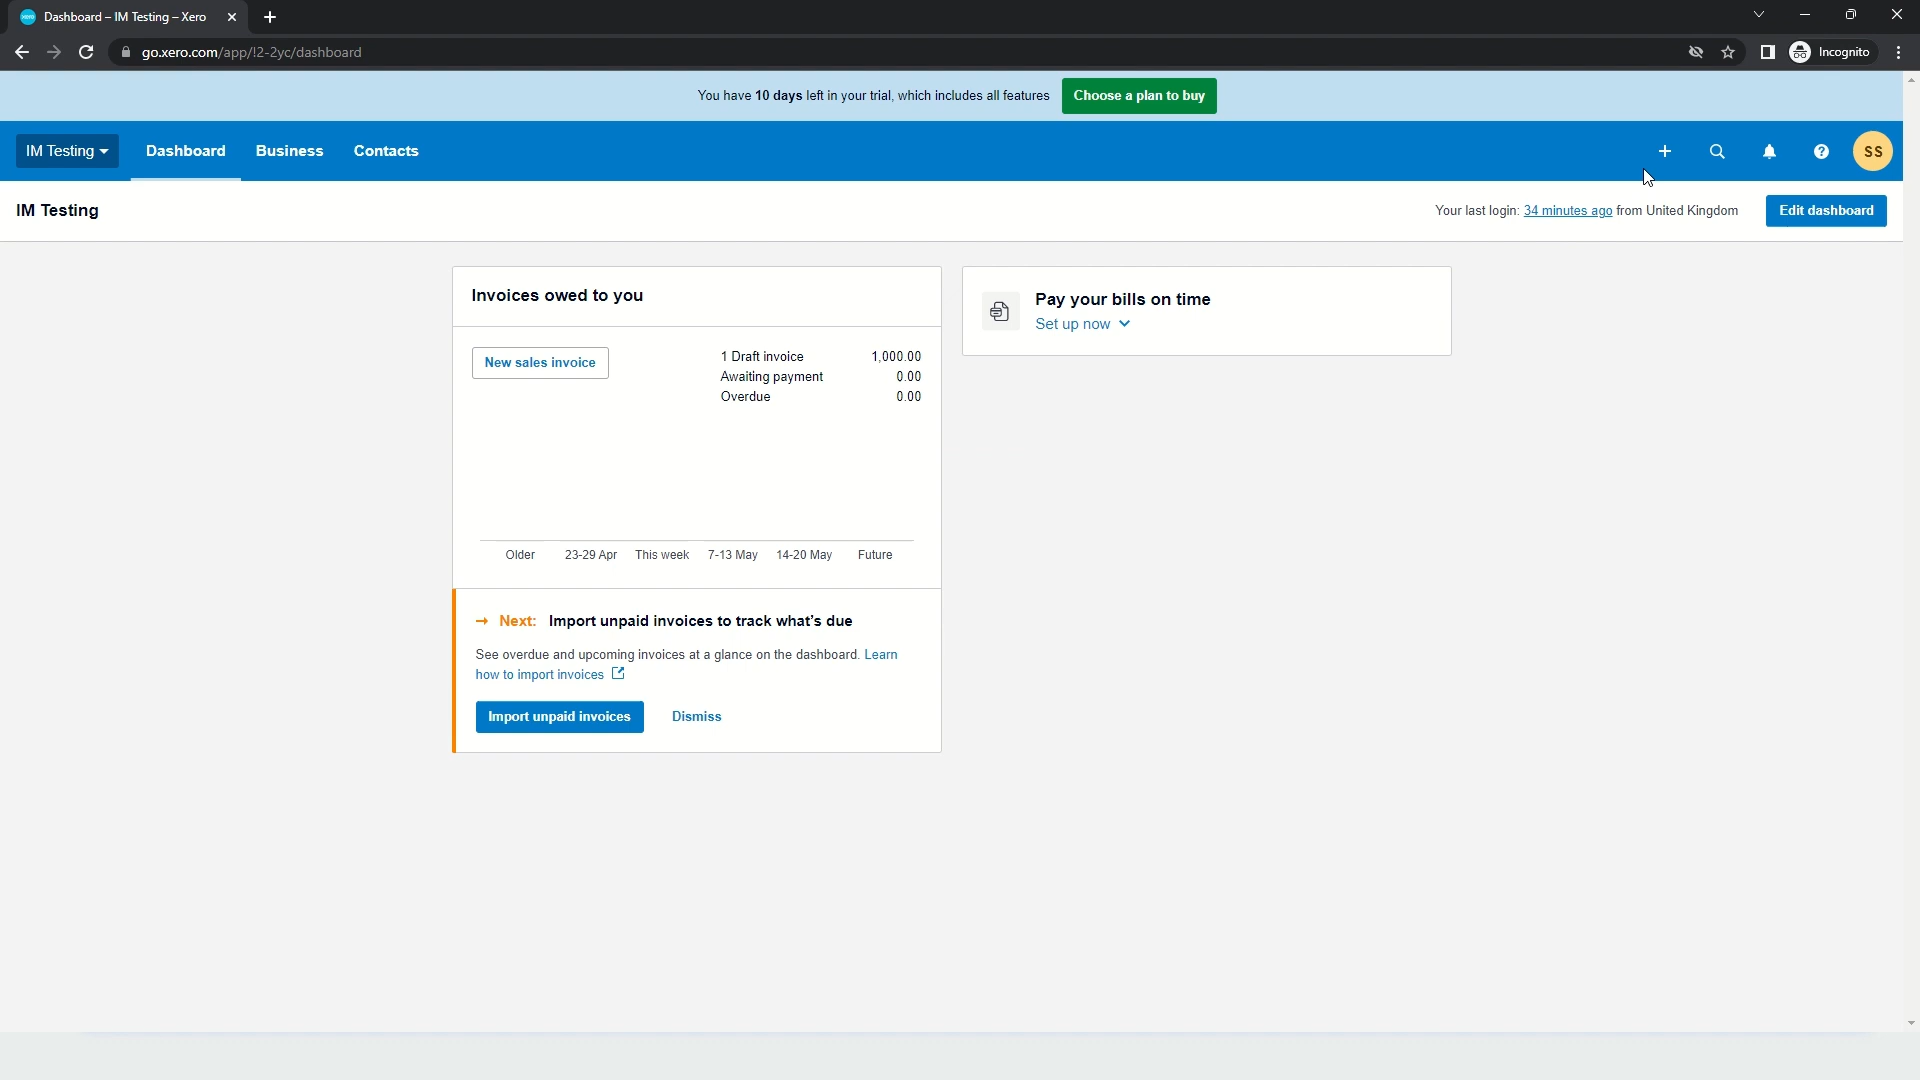 Dashboard – IM Testing – Xero
go.xero.com/app/!2-2yc/dashboard
Incognito
You have 10 days left in your trial, which includes all features
Choose a plan to buy
IM Testing
Dashboard
Business
Contacts
SS
IM Testing
Your last login: 34 minutes ago from United Kingdom
Edit dashboard
Invoices owed to you
New sales invoice
1 Draft invoice 1,000.00
Awaiting payment 0.00
Overdue 0.00
Older 23-29 Apr This week 7-13 May 14-20 May Future
→ Next: Import unpaid invoices to track what's due
See overdue and upcoming invoices at a glance on the dashboard. Learn
how to import invoices
Import unpaid invoices
Dismiss
Pay your bills on time
Set up now